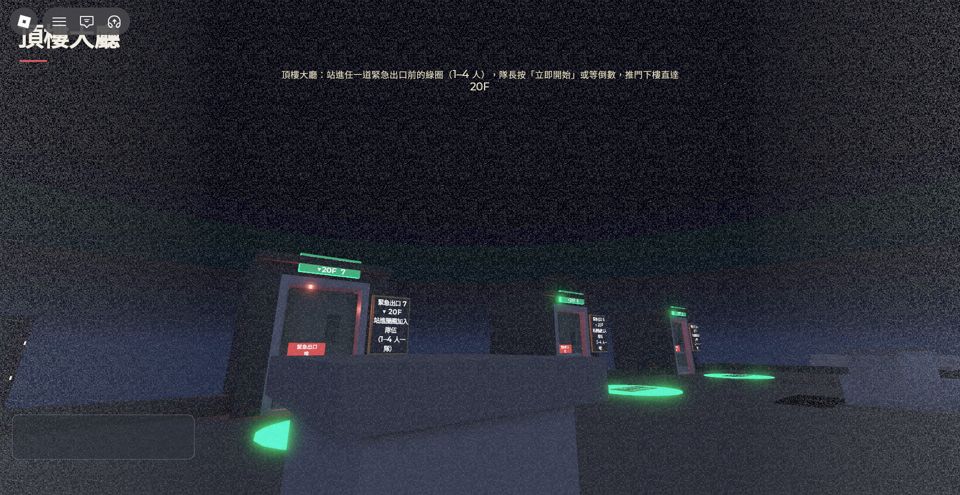 頂樓大廳
頂樓大廳：站進任一道緊急出口前的綠圈（1–4 人），隊長按「立即開始」或等倒數，推門下樓直達
20F
▼20F 7
緊急出口 7
▼ 20F
站進綠圈加入
隊伍
（1–4 人一
隊）
緊急出口